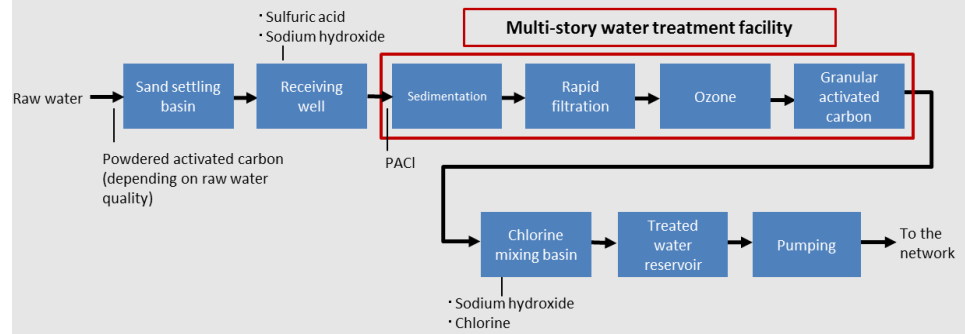 ・Sulfuric acid
・Sodium hydroxide
Multi-story water treatment facility
Raw water
Sand settling
basin
Receiving
well
Sedimentation
Rapid
filtration
Ozone
Granular
activated
carbon
Powdered activated carbon
(depending on raw water
quality)
PACl
Chlorine
mixing basin
Treated
water
reservoir
Pumping
To the
network
・Sodium hydroxide
・Chlorine